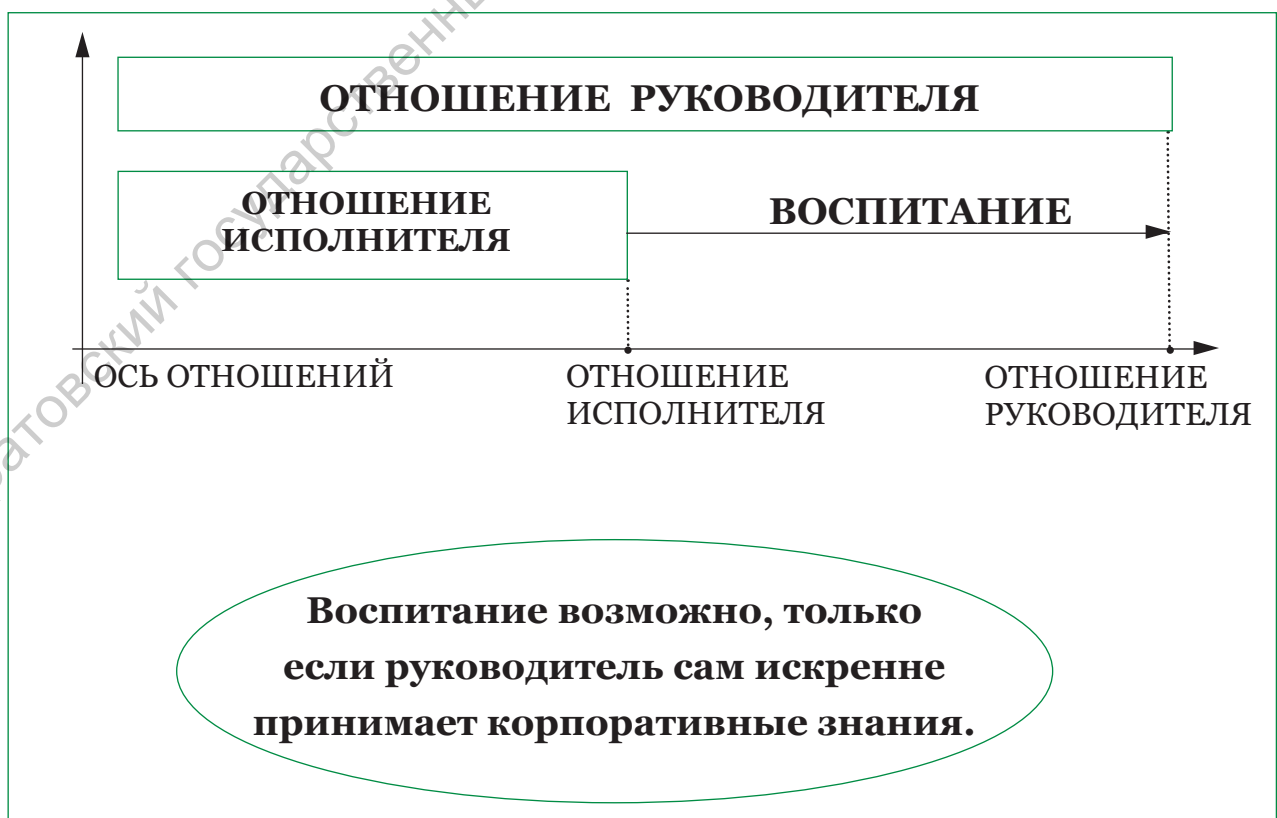 ОТНОШЕНИЕ РУКОВОДИТЕЛЯ
ОТНОШЕНИЕ
ИСПОЛНИТЕЛЯ
ВОСПИТАНИЕ
ОСЬ ОТНОШЕНИЙ
ОТНОШЕНИЕ
ИСПОЛНИТЕЛЯ
ОТНОШЕНИЕ
РУКОВОДИТЕЛЯ
Воспитание возможно, только
если руководитель сам искренне
принимает корпоративные знания.